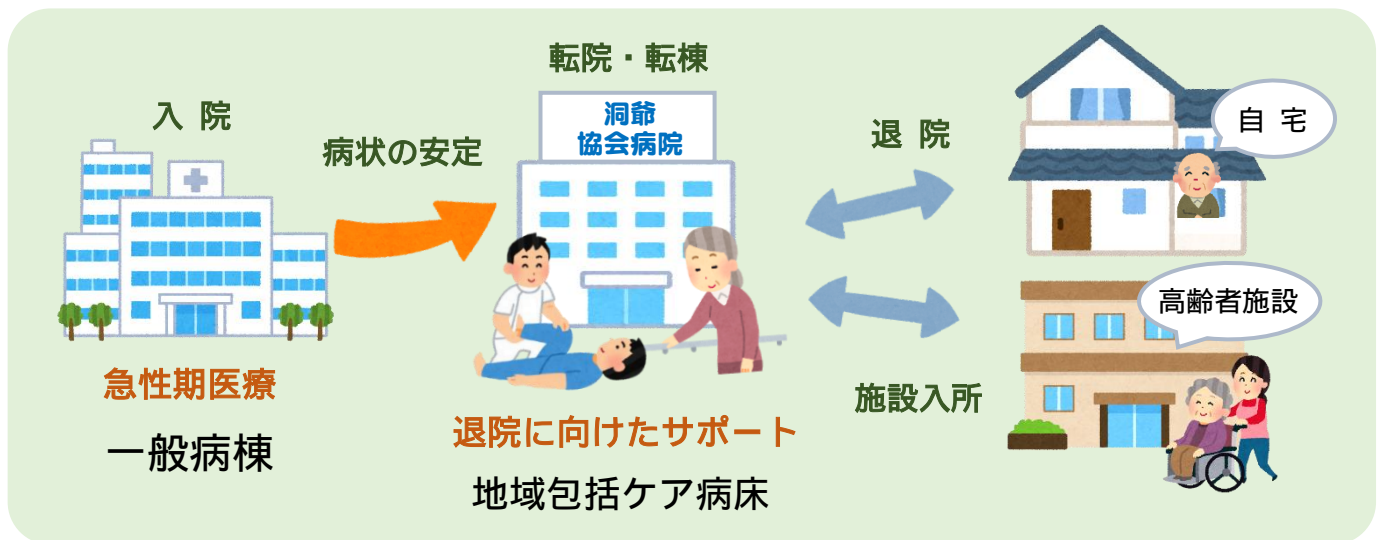 入 院
急性期医療
一般病棟
病状の安定
転院・転棟
洞爺
協会病院
退院に向けたサポート
地域包括ケア病床
退 院
自 宅
施設入所
高齢者施設